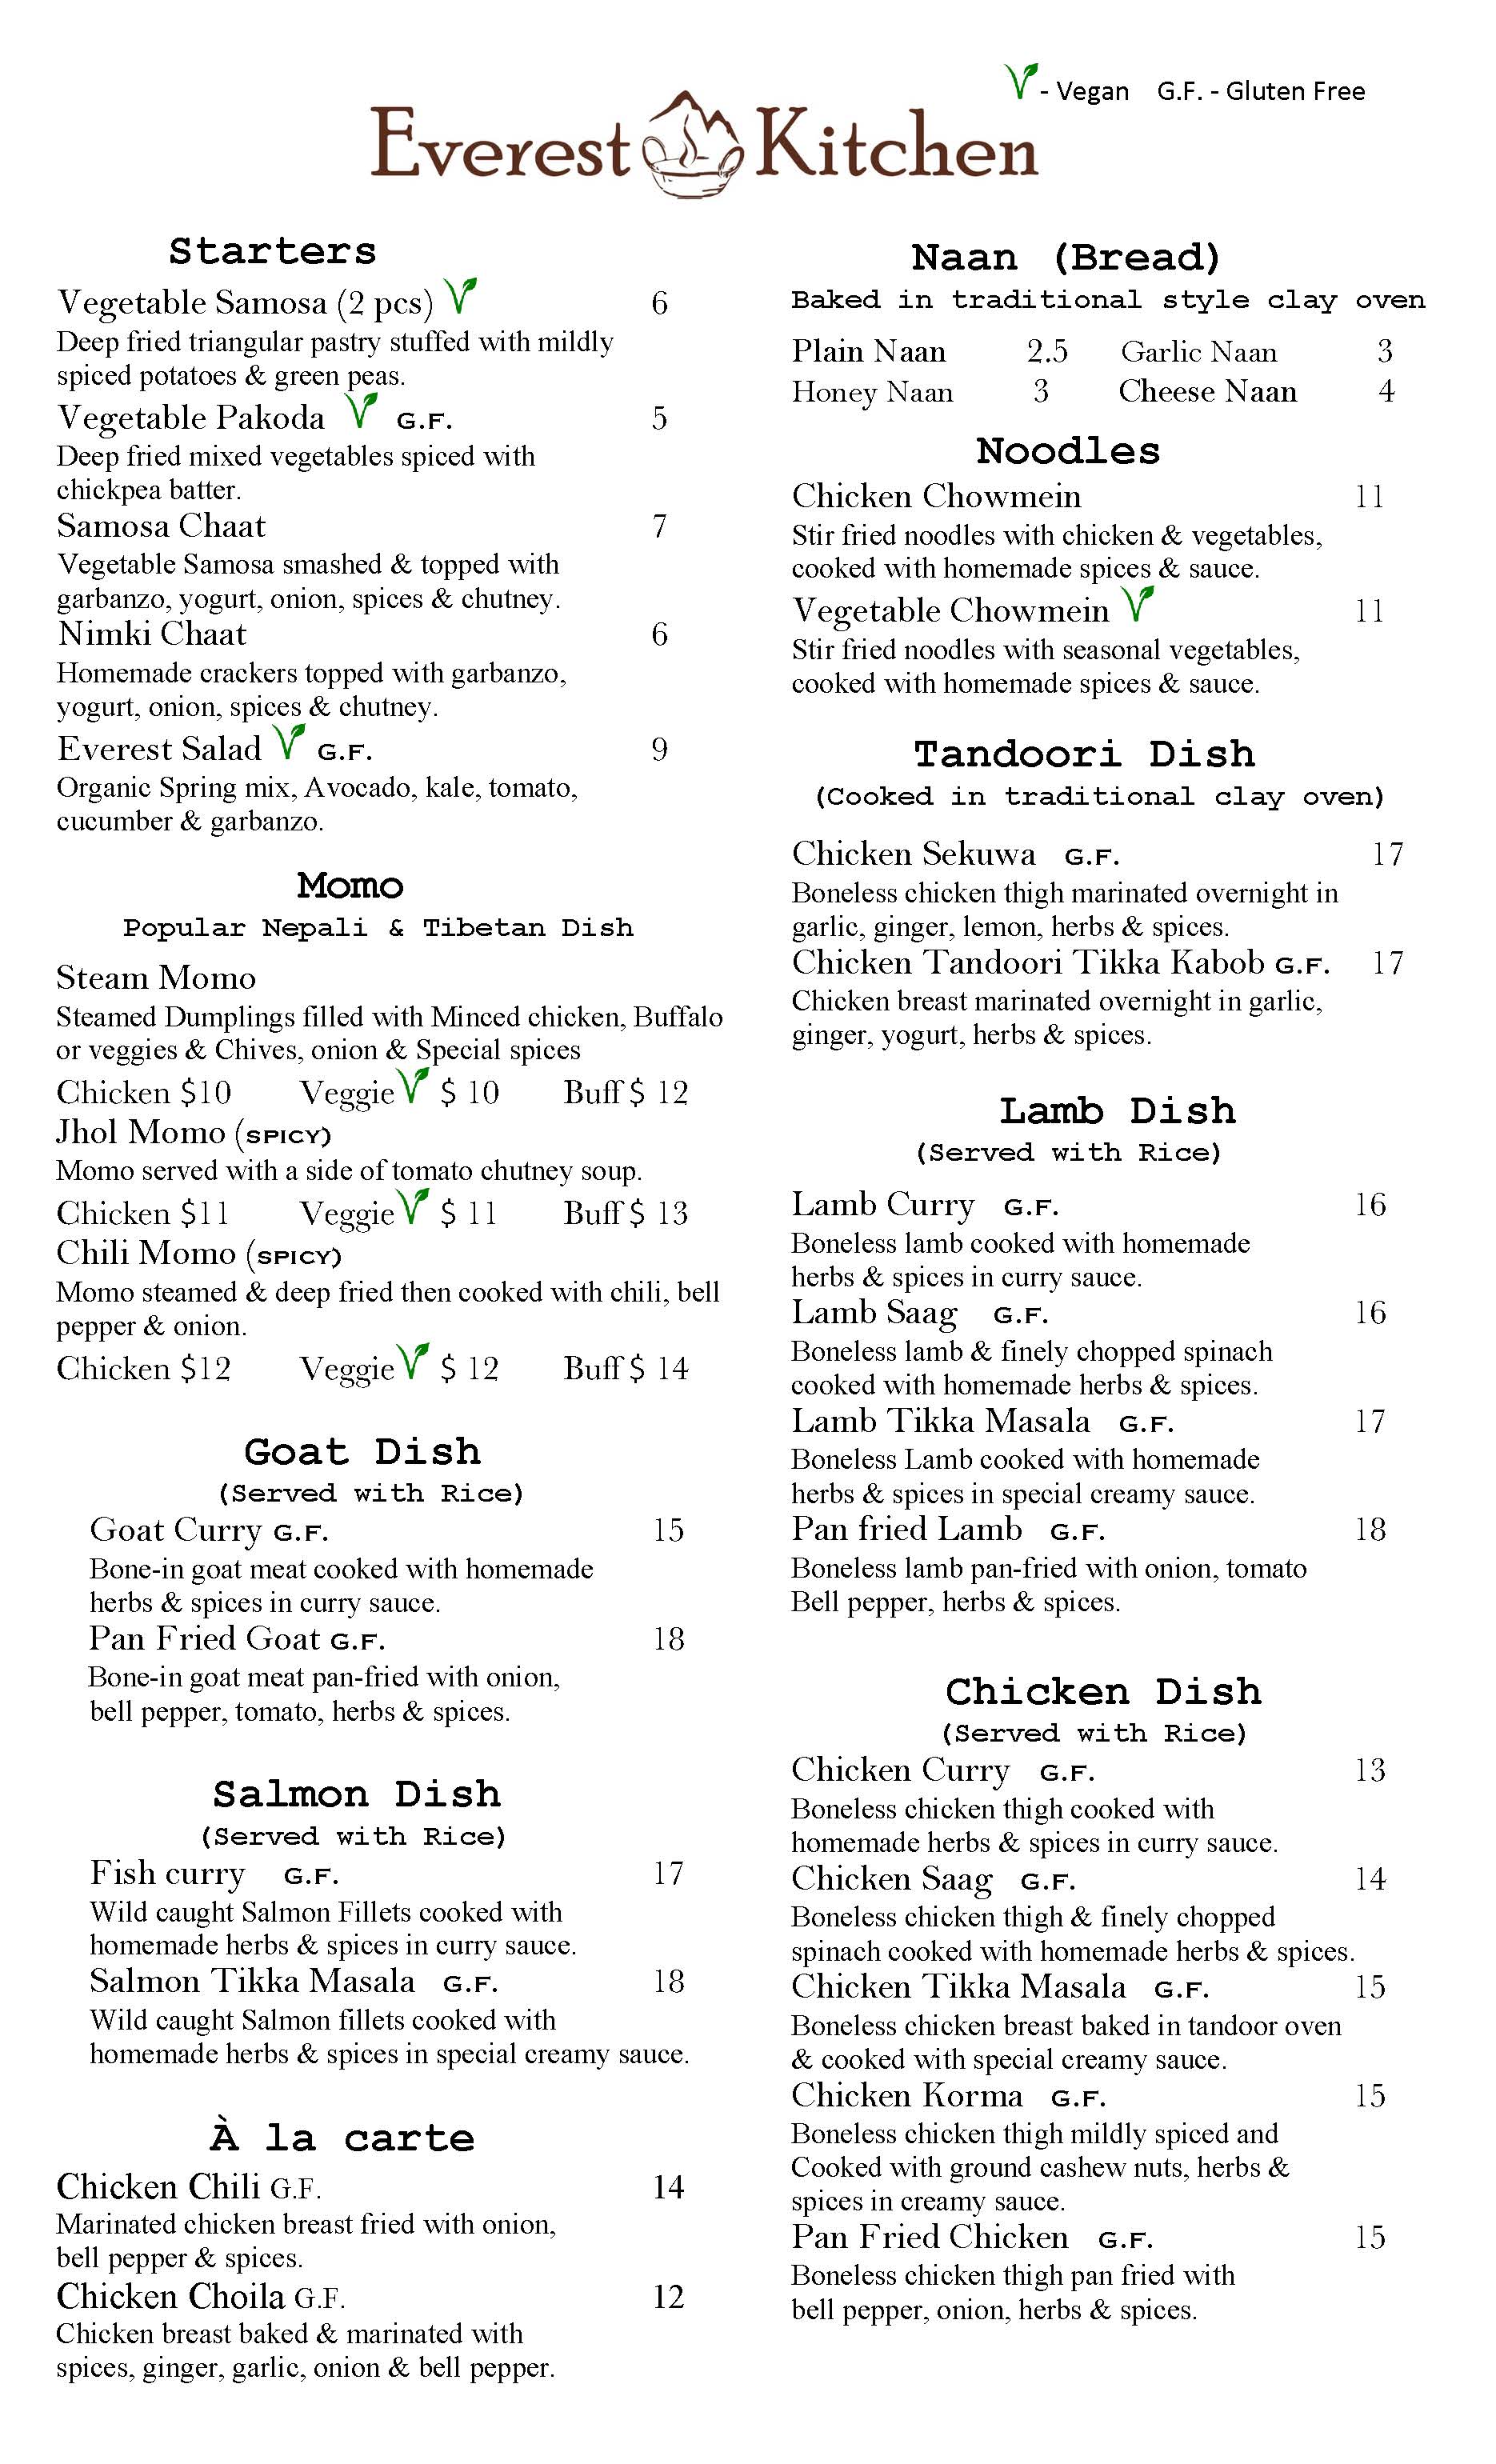 V - Vegan G.F. - Gluten Free
Everest Kitchen
Starters
Vegetable Samosa (2 pcs) V 6
Deep fried triangular pastry stuffed with mildly
spiced potatoes & green peas.
Vegetable Pakoda V G.F. 5
Deep fried mixed vegetables spiced with
chickpea batter.
Samosa Chaat 7
Vegetable Samosa smashed & topped with
garbanzo, yogurt, onion, spices & chutney.
Nimki Chaat 6
Homemade crackers topped with garbanzo,
yogurt, onion, spices & chutney.
Everest Salad V G.F. 9
Organic Spring mix, Avocado, kale, tomato,
cucumber & garbanzo.
Momo
Popular Nepali & Tibetan Dish
Steam Momo
Steamed Dumplings filled with Minced chicken, Buffalo
or veggies & Chives, onion & Special spices
Chicken $10 Veggie V $ 10 Buff $ 12
Jhol Momo (SPICY)
Momo served with a side of tomato chutney soup.
Chicken $11 Veggie V $ 11 Buff $ 13
Chili Momo (SPICY)
Momo steamed & deep fried then cooked with chili, bell
pepper & onion.
Chicken $12 Veggie V $ 12 Buff $ 14
Goat Dish
(Served with Rice)
Goat Curry G.F. 15
Bone-in goat meat cooked with homemade
herbs & spices in curry sauce.
Pan Fried Goat G.F. 18
Bone-in goat meat pan-fried with onion,
bell pepper, tomato, herbs & spices.
Salmon Dish
(Served with Rice)
Fish curry G.F. 17
Wild caught Salmon Fillets cooked with
homemade herbs & spices in curry sauce.
Salmon Tikka Masala G.F. 18
Wild caught Salmon fillets cooked with
homemade herbs & spices in special creamy sauce.
À la carte
Chicken Chili G.F. 14
Marinated chicken breast fried with onion,
bell pepper & spices.
Chicken Choila G.F. 12
Chicken breast baked & marinated with
spices, ginger, garlic, onion & bell pepper.
Naan (Bread)
Baked in traditional style clay oven
Plain Naan 2.5 Garlic Naan 3
Honey Naan 3 Cheese Naan 4
Noodles
Chicken Chowmein 11
Stir fried noodles with chicken & vegetables,
cooked with homemade spices & sauce.
Vegetable Chowmein V 11
Stir fried noodles with seasonal vegetables,
cooked with homemade spices & sauce.
Tandoori Dish
(Cooked in traditional clay oven)
Chicken Sekuwa G.F. 17
Boneless chicken thigh marinated overnight in
garlic, ginger, lemon, herbs & spices.
Chicken Tandoori Tikka Kabob G.F. 17
Chicken breast marinated overnight in garlic,
ginger, yogurt, herbs & spices.
Lamb Dish
(Served with Rice)
Lamb Curry G.F. 16
Boneless lamb cooked with homemade
herbs & spices in curry sauce.
Lamb Saag G.F. 16
Boneless lamb & finely chopped spinach
cooked with homemade herbs & spices.
Lamb Tikka Masala G.F. 17
Boneless Lamb cooked with homemade
herbs & spices in special creamy sauce.
Pan fried Lamb G.F. 18
Boneless lamb pan-fried with onion, tomato
Bell pepper, herbs & spices.
Chicken Dish
(Served with Rice)
Chicken Curry G.F. 13
Boneless chicken thigh cooked with
homemade herbs & spices in curry sauce.
Chicken Saag G.F. 14
Boneless chicken thigh & finely chopped
spinach cooked with homemade herbs & spices.
Chicken Tikka Masala G.F. 15
Boneless chicken breast baked in tandoor oven
& cooked with special creamy sauce.
Chicken Korma G.F. 15
Boneless chicken thigh mildly spiced and
Cooked with ground cashew nuts, herbs &
spices in creamy sauce.
Pan Fried Chicken G.F. 15
Boneless chicken thigh pan fried with
bell pepper, onion, herbs & spices.